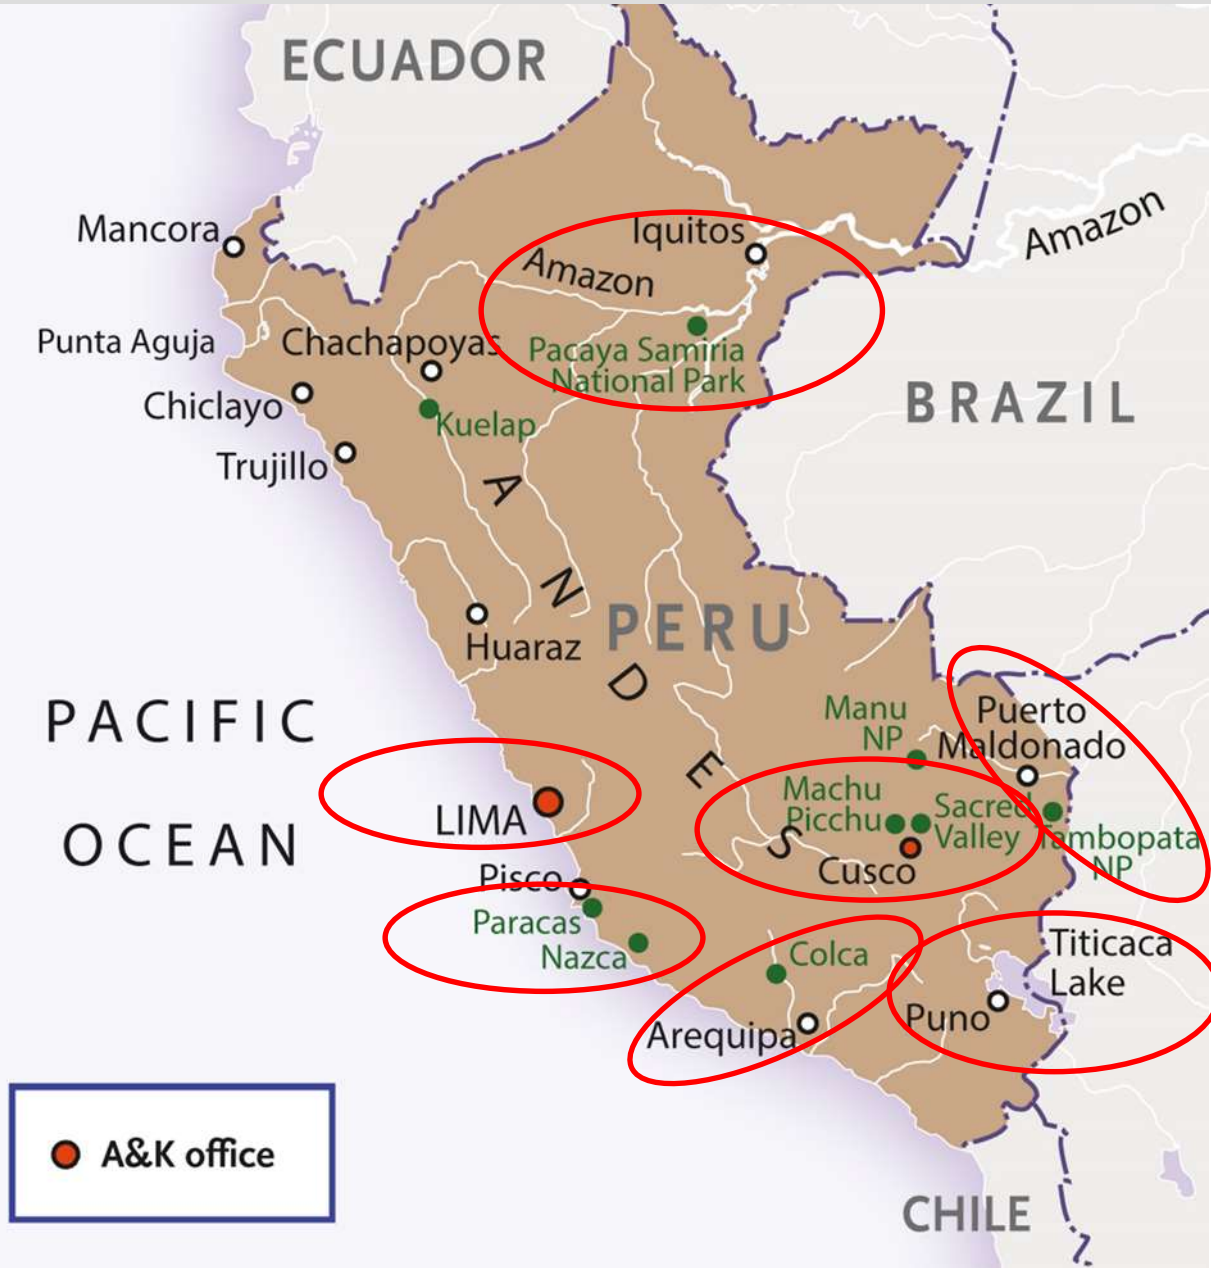 ECUADOR
Mancora
Iquitos
Amazon
Amazon
Punta Aguja
Chachapoyas
Pacaya Samiria
National Park
Chiclayo
Kuelap
BRAZIL
Trujillo
ANDES
PERU
Huaraz
PACIFIC
OCEAN
Manu
NP
Puerto
Maldonado
LIMA
Machu
Picchu
Sacred
Valley
Tambopata
NP
Cusco
Pisco
Paracas
Nazca
Colca
Titicaca
Lake
Arequipa
Puno
A&K office
CHILE